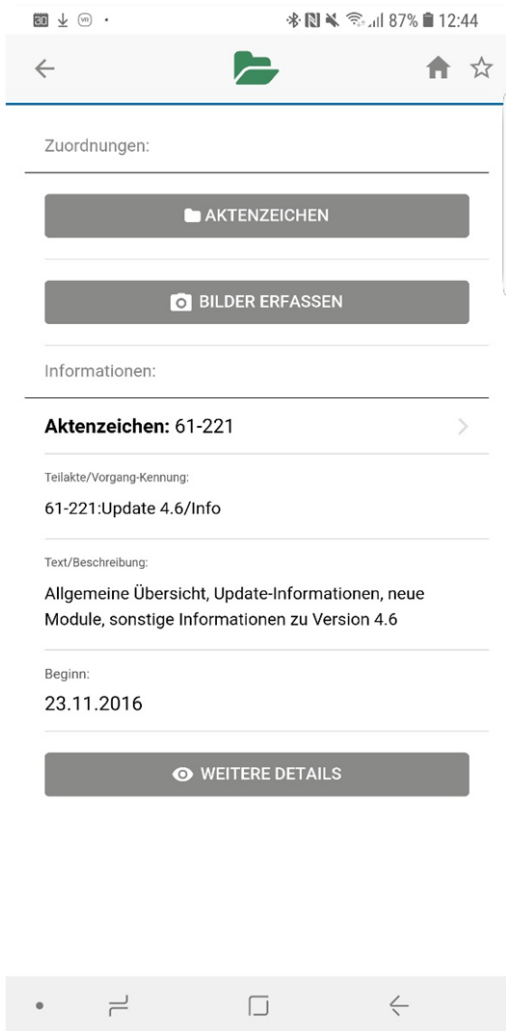 30 87% 12:44
Zuordnungen:
AKTENZEICHEN
BILDER ERFASSEN
Informationen:
Aktenzeichen: 61-221
Teilakte/Vorgang-Kennung:
61-221:Update 4.6/Info
Text/Beschreibung:
Allgemeine Übersicht, Update-Informationen, neue
Module, sonstige Informationen zu Version 4.6
Beginn:
23.11.2016
WEITERE DETAILS